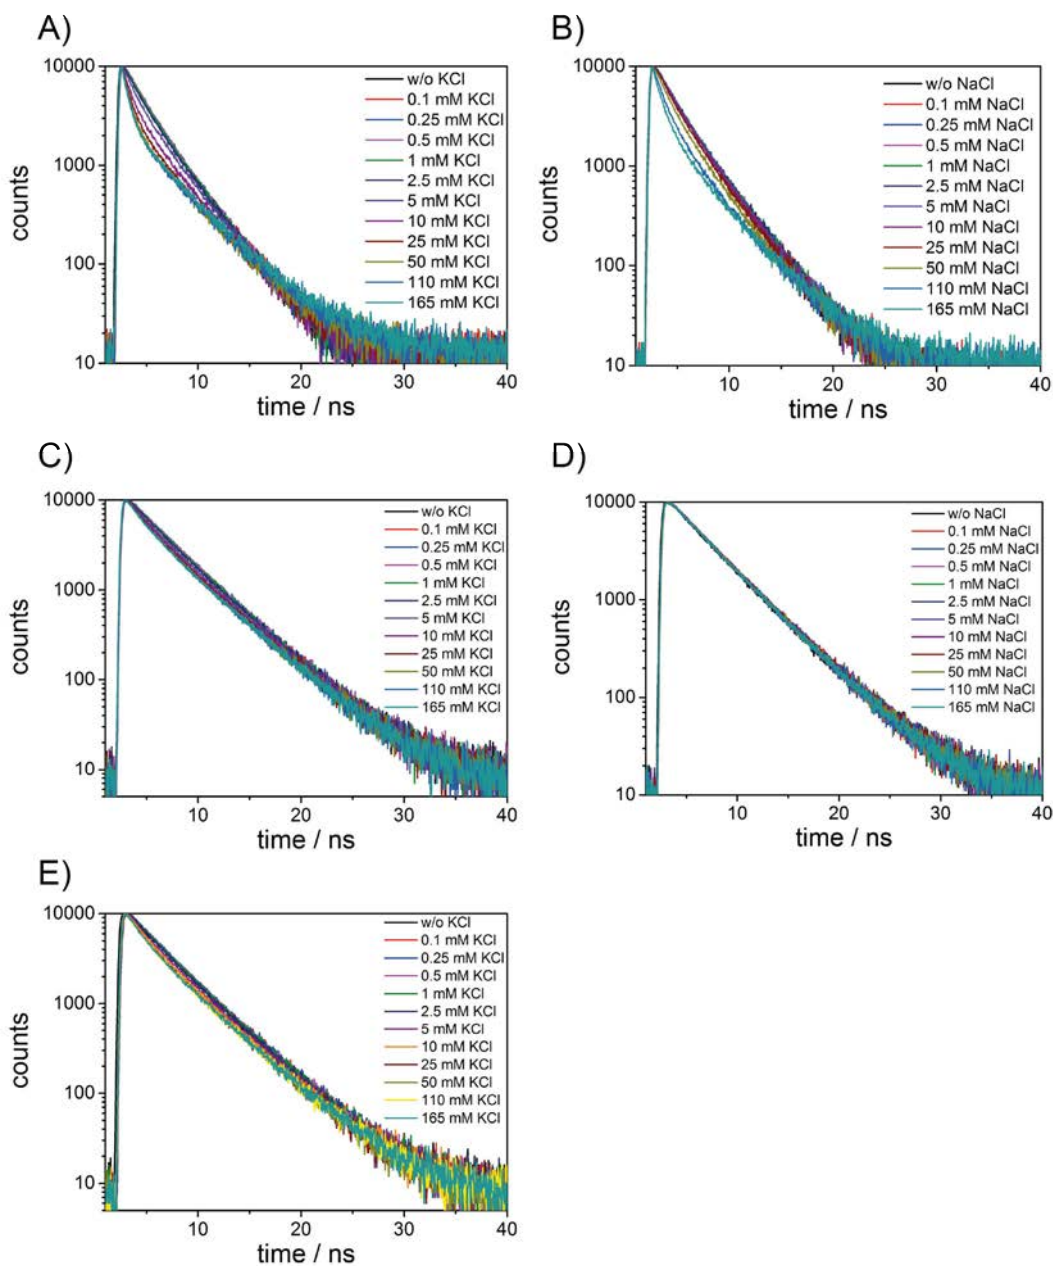 A)
10000
1000
100
10
counts
w/o KCl
0.1 mM KCl
0.25 mM KCl
0.5 mM KCl
1 mM KCl
2.5 mM KCl
5 mM KCl
10 mM KCl
25 mM KCl
50 mM KCl
110 mM KCl
165 mM KCl
10 20 30 40
time / ns
B)
10000
1000
100
10
counts
w/o NaCl
0.1 mM NaCl
0.25 mM NaCl
0.5 mM NaCl
1 mM NaCl
2.5 mM NaCl
5 mM NaCl
10 mM NaCl
25 mM NaCl
50 mM NaCl
110 mM NaCl
165 mM NaCl
10 20 30 40
time / ns
C)
10000
1000
100
10
counts
w/o KCl
0.1 mM KCl
0.25 mM KCl
0.5 mM KCl
1 mM KCl
2.5 mM KCl
5 mM KCl
10 mM KCl
25 mM KCl
50 mM KCl
110 mM KCl
165 mM KCl
10 20 30 40
time / ns
D)
10000
1000
100
10
counts
w/o NaCl
0.1 mM NaCl
0.25 mM NaCl
0.5 mM NaCl
1 mM NaCl
2.5 mM NaCl
5 mM NaCl
10 mM NaCl
25 mM NaCl
50 mM NaCl
110 mM NaCl
165 mM NaCl
10 20 30 40
time / ns
E)
10000
1000
100
10
counts
w/o KCl
0.1 mM KCl
0.25 mM KCl
0.5 mM KCl
1 mM KCl
2.5 mM KCl
5 mM KCl
10 mM KCl
25 mM KCl
50 mM KCl
110 mM KCl
165 mM KCl
10 20 30 40
time / ns